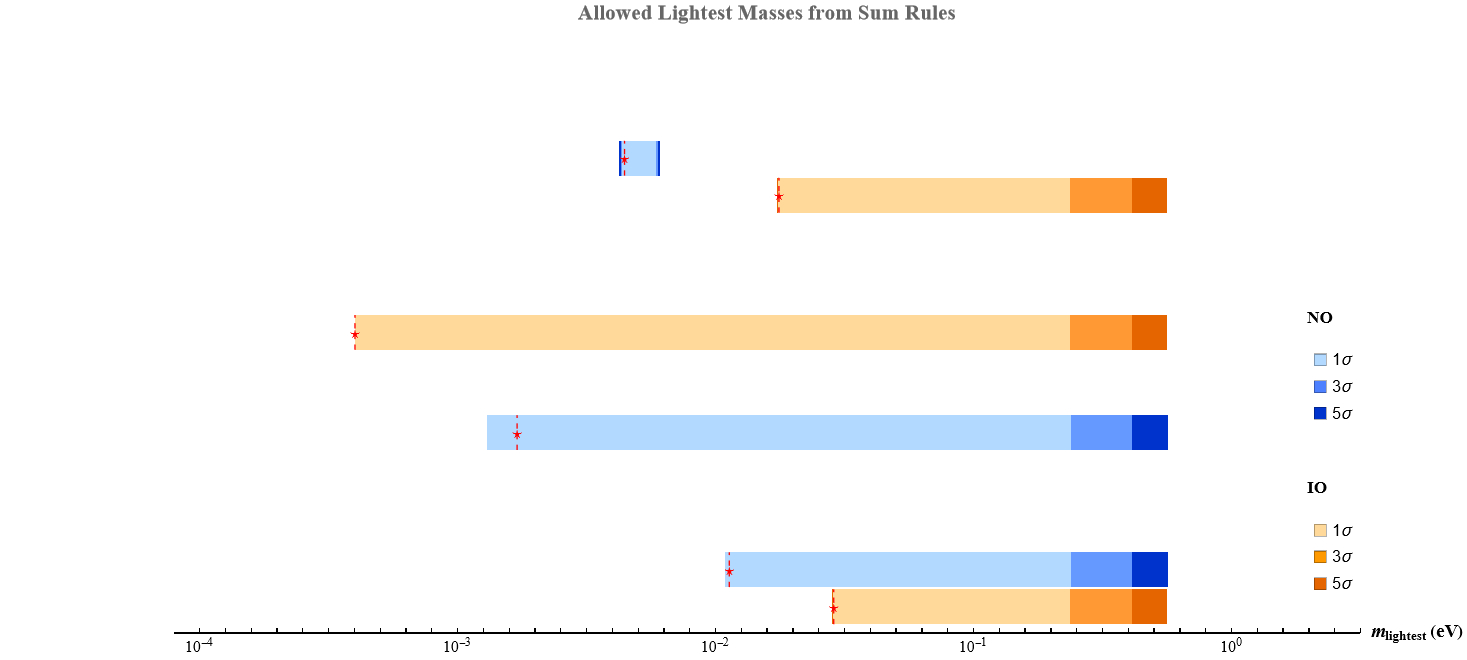 Allowed Lightest Masses from Sum Rules
NO
1σ
3σ
5σ
IO
1σ
3σ
5σ
10⁻⁴ 10⁻³ 10⁻² 10⁻¹ 10⁰ m_lightest (eV)